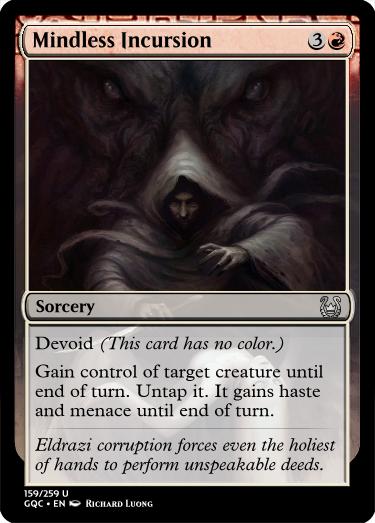 Mindless Incursion 3
Sorcery
Devoid (This card has no color.)
Gain control of target creature until
end of turn. Untap it. It gains haste
and menace until end of turn.
Eldrazi corruption forces even the holiest
of hands to perform unspeakable deeds.
159/259 U
GQC • EN Richard Luong